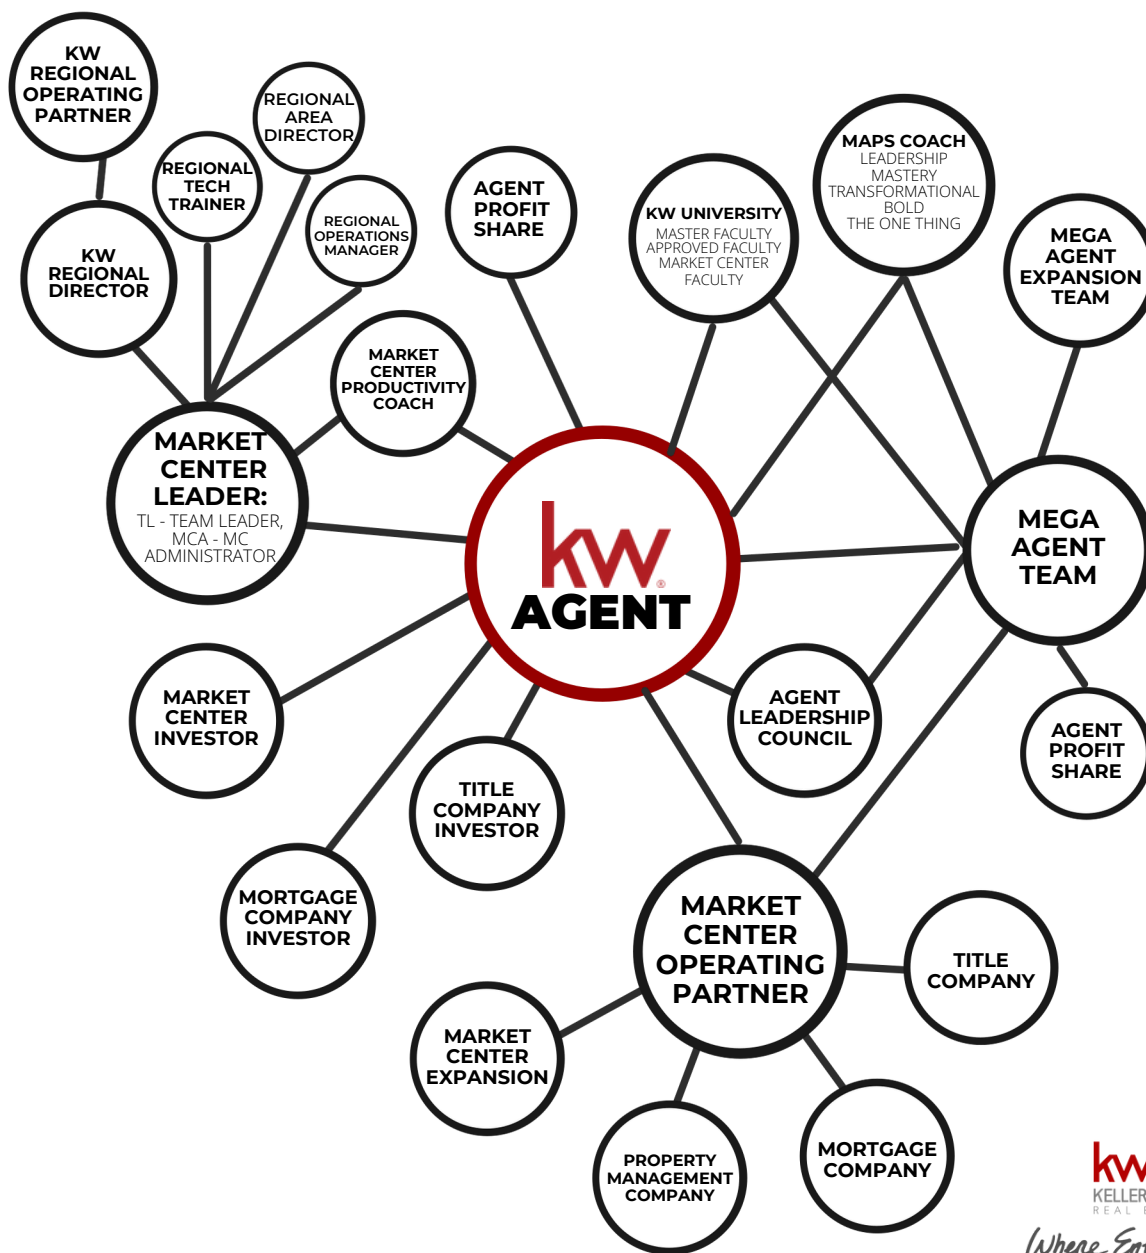 KW
REGIONAL
OPERATING
PARTNER
REGIONAL
AREA
DIRECTOR
REGIONAL
TECH
TRAINER
REGIONAL
OPERATIONS
MANAGER
KW
REGIONAL
DIRECTOR
AGENT
PROFIT
SHARE
KW UNIVERSITY
MASTER FACULTY
APPROVED FACULTY
MARKET CENTER
FACULTY
MAPS COACH
LEADERSHIP
MASTERY
TRANSFORMATIONAL
BOLD
THE ONE THING
MEGA
AGENT
EXPANSION
TEAM
MARKET
CENTER
PRODUCTIVITY
COACH
MARKET
CENTER
LEADER:
TL - TEAM LEADER,
MCA - MC
ADMINISTRATOR
kw®
AGENT
MEGA
AGENT
TEAM
MARKET
CENTER
INVESTOR
AGENT
LEADERSHIP
COUNCIL
AGENT
PROFIT
SHARE
TITLE
COMPANY
INVESTOR
MORTGAGE
COMPANY
INVESTOR
MARKET
CENTER
OPERATING
PARTNER
TITLE
COMPANY
MARKET
CENTER
EXPANSION
PROPERTY
MANAGEMENT
COMPANY
MORTGAGE
COMPANY
kw
KELLER
REAL
Where